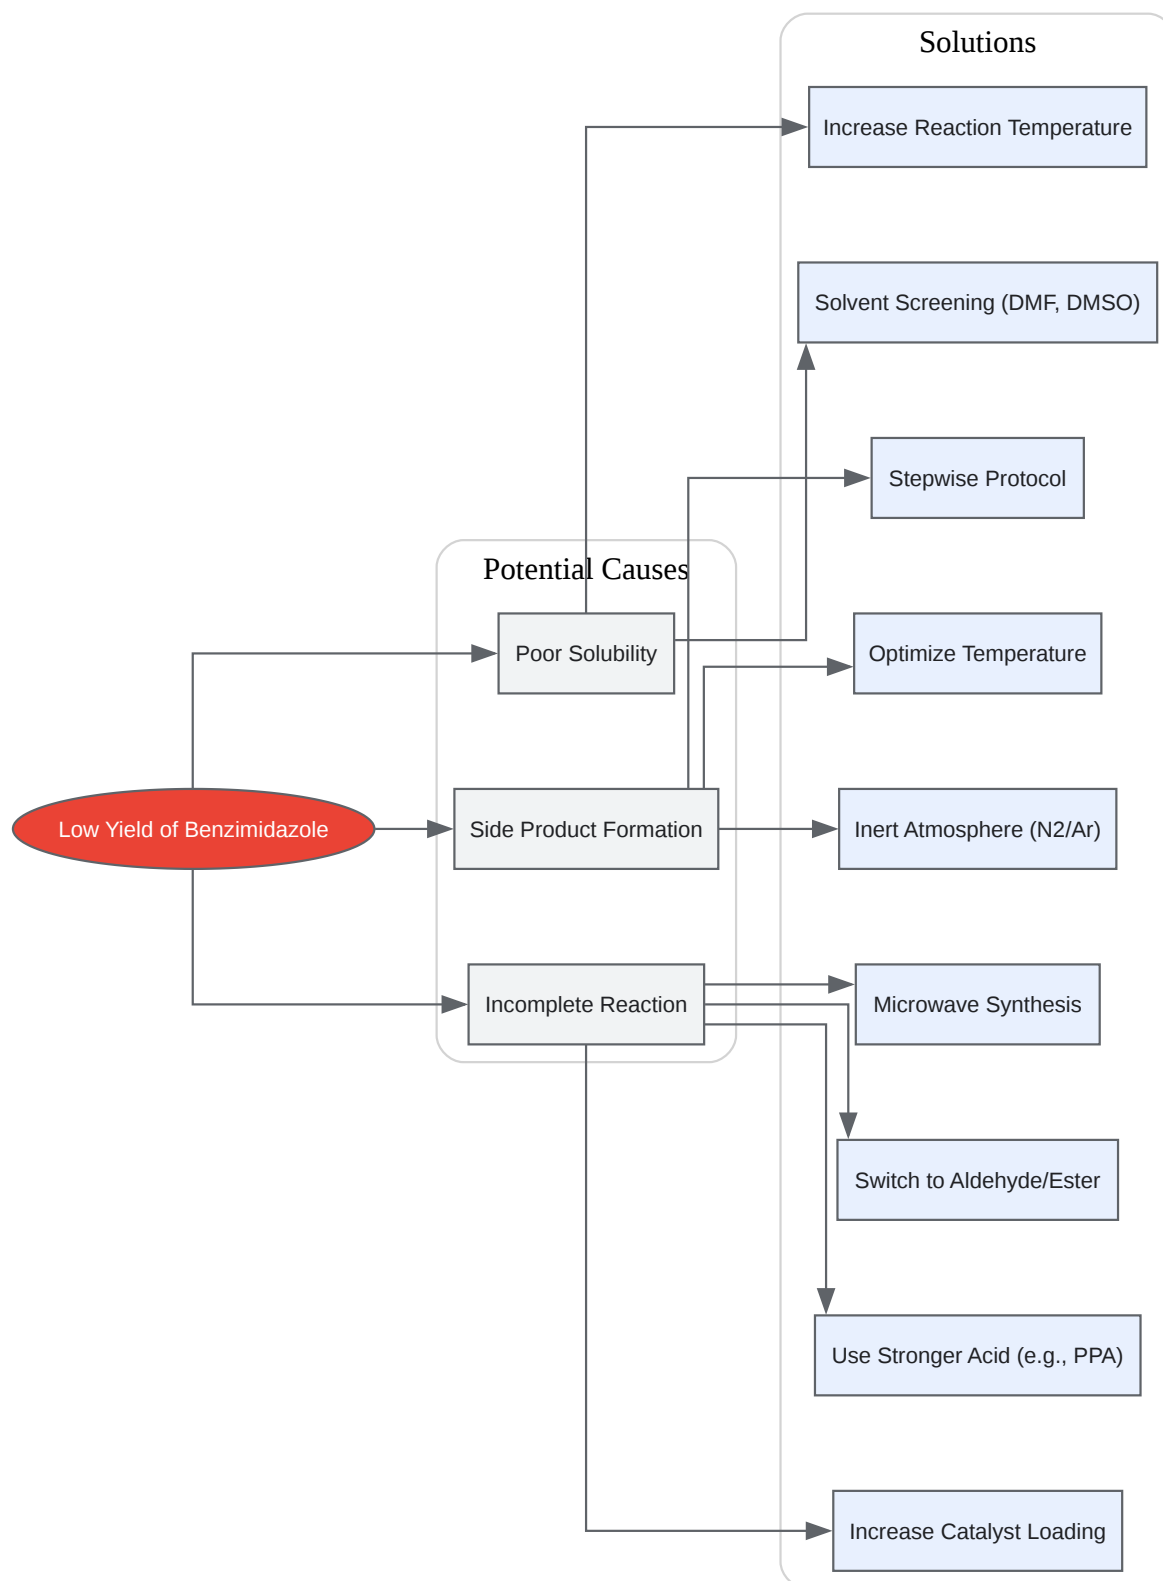 Solutions
Increase Reaction Temperature
Solvent Screening (DMF, DMSO)
Stepwise Protocol
Potential Causes
Poor Solubility
Optimize Temperature
Low Yield of Benzimidazole
Side Product Formation
Inert Atmosphere (N2/Ar)
Incomplete Reaction
Microwave Synthesis
Switch to Aldehyde/Ester
Use Stronger Acid (e.g., PPA)
Increase Catalyst Loading